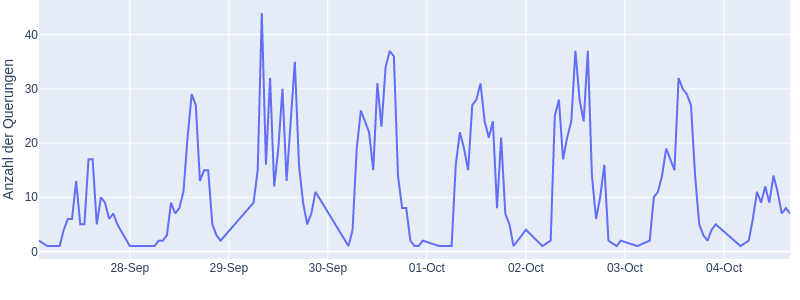 Anzahl der Querungen
40
30
20
10
0
28-Sep
29-Sep
30-Sep
01-Oct
02-Oct
03-Oct
04-Oct